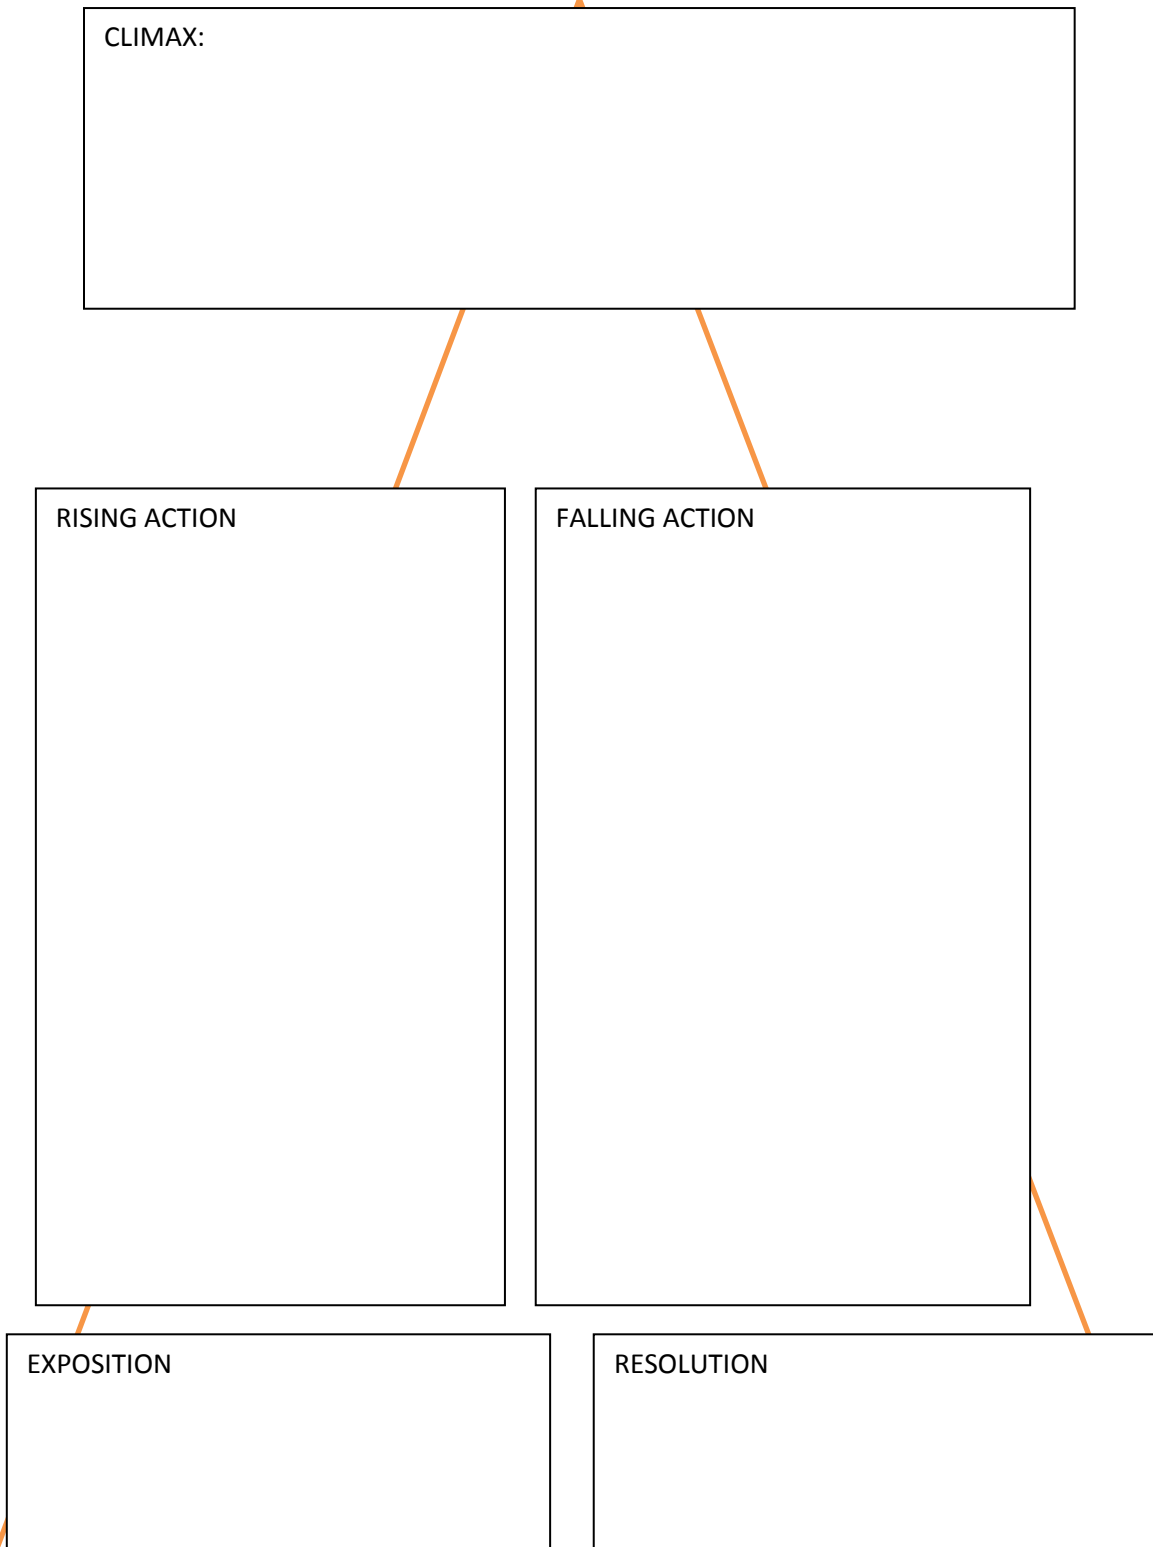 CLIMAX:
RISING ACTION
FALLING ACTION
EXPOSITION
RESOLUTION